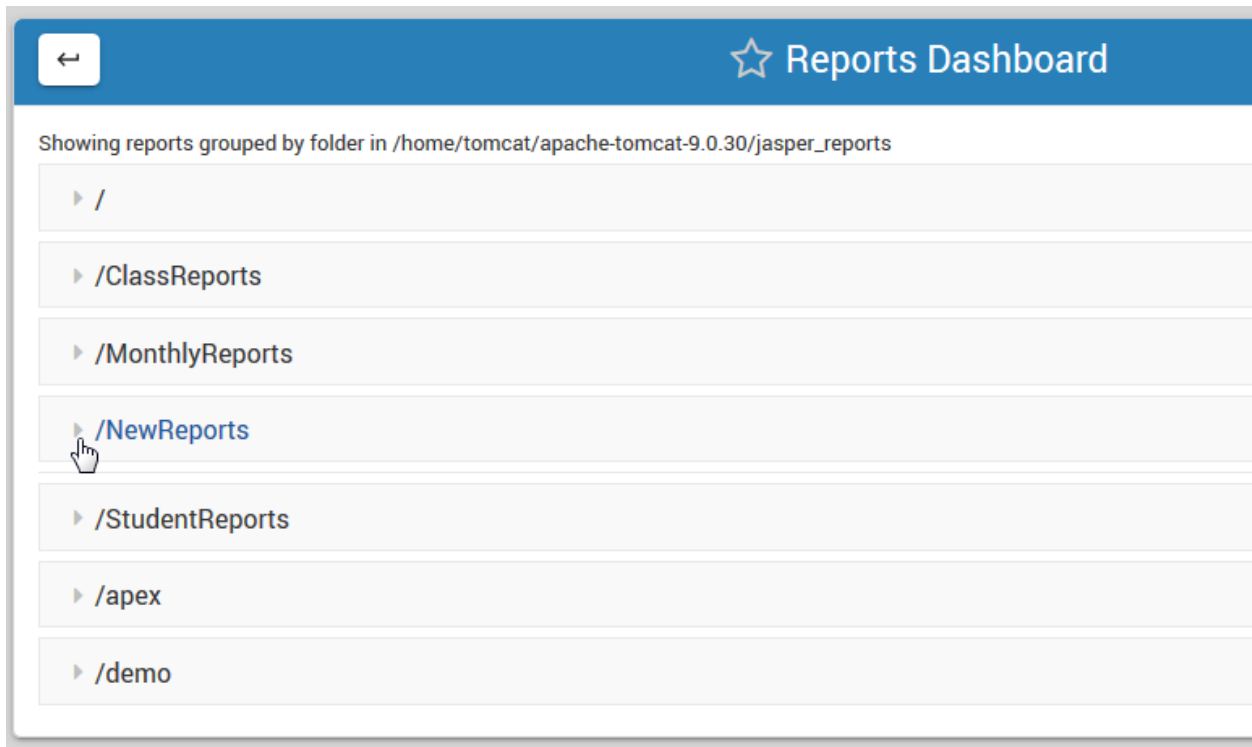 Reports Dashboard
Showing reports grouped by folder in /home/tomcat/apache-tomcat-9.0.30/jasper_reports
/
/ClassReports
/MonthlyReports
/NewReports
/StudentReports
/apex
/demo